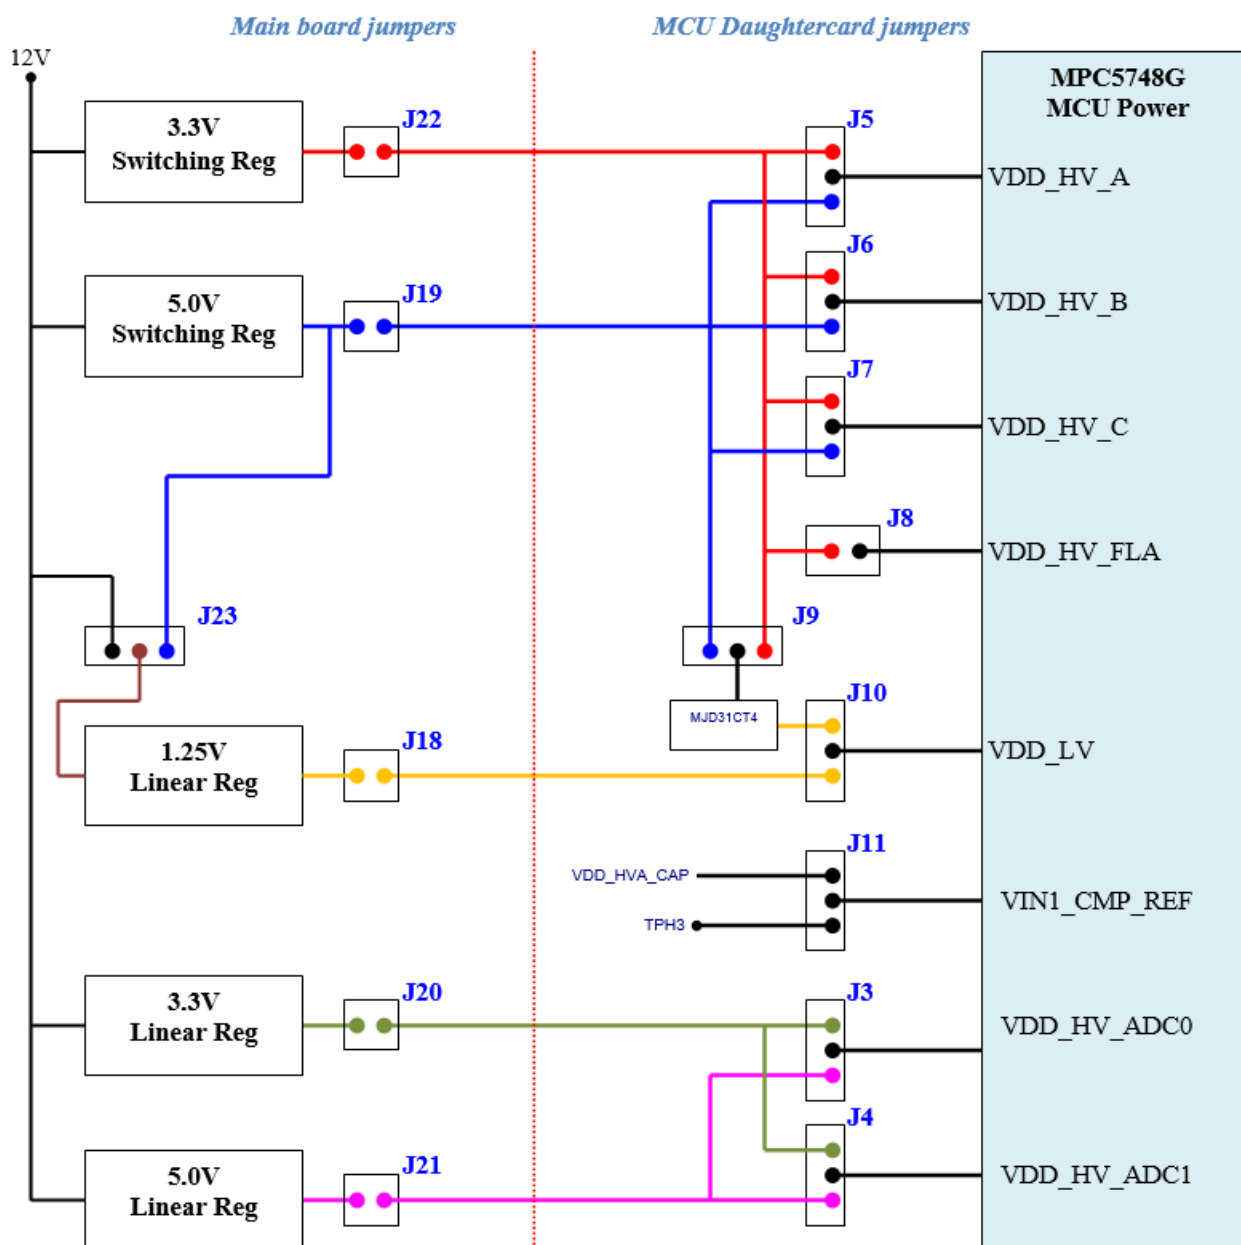 Main board jumpers
MCU Daughtercard jumpers
12V
MPC5748G
MCU Power
3.3V
Switching Reg
J22
J5
VDD_HV_A
J6
5.0V
Switching Reg
J19
VDD_HV_B
J7
VDD_HV_C
J8
VDD_HV_FLA
J23
J9
J10
MJD31CT4
1.25V
Linear Reg
J18
VDD_LV
J11
VDD_HVA_CAP
VIN1_CMP_REF
TPH3
3.3V
Linear Reg
J20
J3
VDD_HV_ADC0
J4
5.0V
Linear Reg
J21
VDD_HV_ADC1